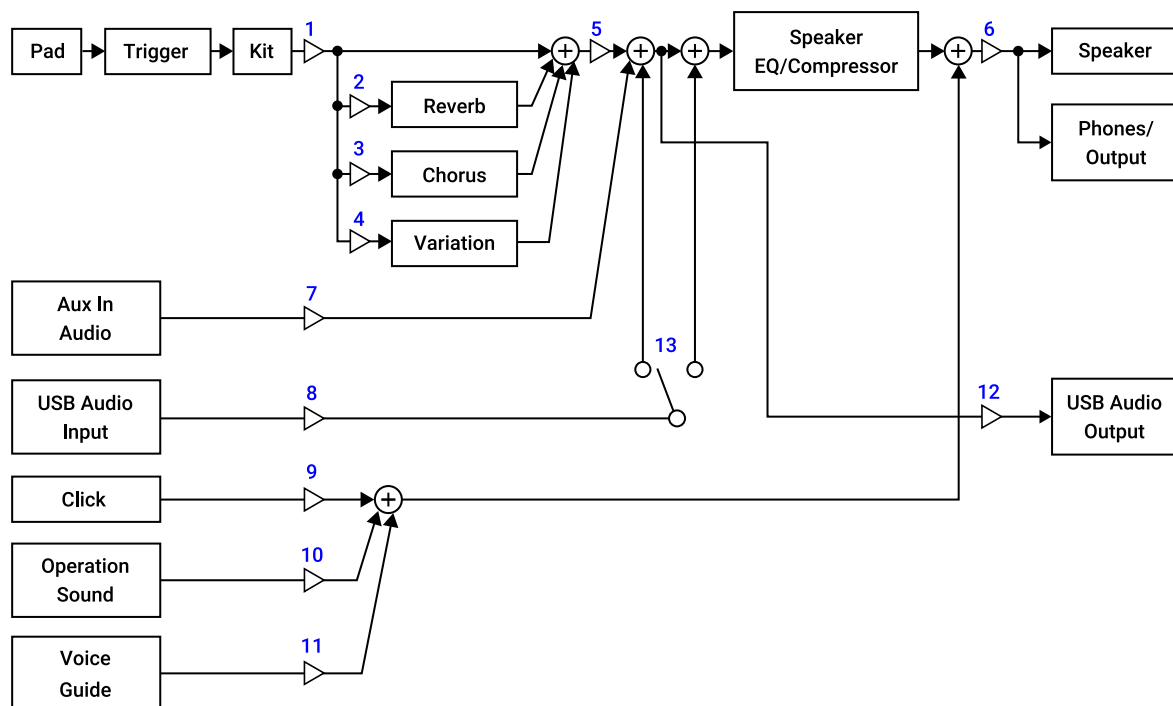 1
5
6
Pad
Trigger
Kit
Speaker
EQ/Compressor
Speaker
2
Reverb
Phones/
Output
3
Chorus
4
Variation
7
Aux In
Audio
13
8
USB Audio
Input
12
USB Audio
Output
9
Click
10
Operation
Sound
11
Voice
Guide